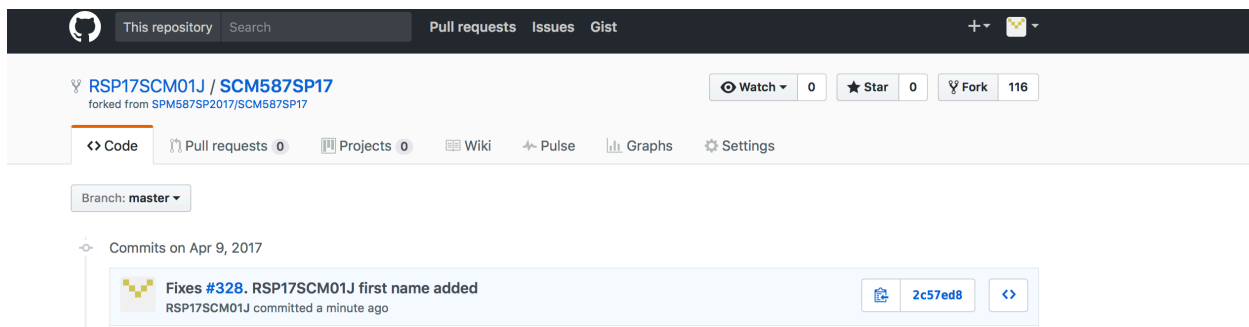 This repository Search Pull requests Issues Gist
RSP17SCM01J / SCM587SP17
Watch 0 Star 0 Fork 116
forked from SPM587SP2017/SCM587SP17
Code Pull requests 0 Projects 0 Wiki Pulse Graphs Settings
Branch: master
Commits on Apr 9, 2017
Fixes #328. RSP17SCM01J first name added
2c57ed8
RSP17SCM01J committed a minute ago